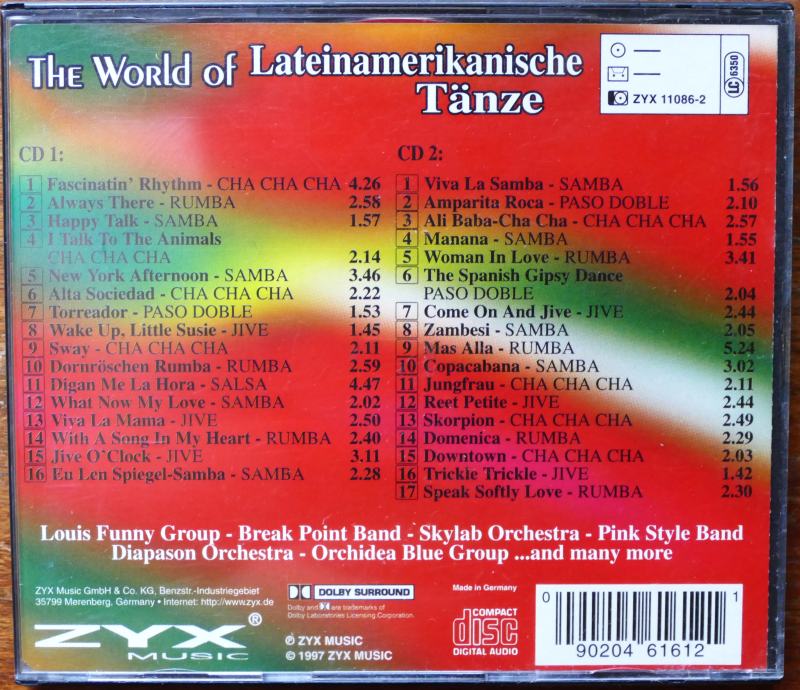 The World of Lateinamerikanische Tänze
LC 6350
ZYX 11086-2
CD 1:
1 Fascinatin' Rhythm - CHA CHA CHA 4.26
2 Always There - RUMBA 2.58
3 Happy Talk - SAMBA 1.57
4 I Talk To The Animals
CHA CHA CHA 2.14
5 New York Afternoon - SAMBA 3.46
6 Alta Sociedad - CHA CHA CHA 2.22
7 Torreador - PASO DOBLE 1.53
8 Wake Up, Little Susie - JIVE 1.45
9 Sway - CHA CHA CHA 2.11
10 Dornröschen Rumba - RUMBA 2.59
11 Digan Me La Hora - SALSA 4.47
12 What Now My Love - SAMBA 2.02
13 Viva La Mama - JIVE 2.50
14 With A Song In My Heart - RUMBA 2.40
15 Jive O'Clock - JIVE 3.11
16 Eu Len Spiegel-Samba - SAMBA 2.28
CD 2:
1 Viva La Samba - SAMBA 1.56
2 Amparita Roca - PASO DOBLE 2.10
3 Ali Baba-Cha Cha - CHA CHA CHA 2.57
4 Manana - SAMBA 1.55
5 Woman In Love - RUMBA 3.41
6 The Spanish Gipsy Dance
PASO DOBLE 2.04
7 Come On And Jive - JIVE 2.44
8 Zambesi - SAMBA 2.05
9 Mas Alla - RUMBA 5.24
10 Copacabana - SAMBA 3.02
11 Jungfrau - CHA CHA CHA 2.11
12 Reet Petite - JIVE 2.44
13 Skorpion - CHA CHA CHA 2.49
14 Domenica - RUMBA 2.29
15 Downtown - CHA CHA CHA 2.03
16 Trickie Trickle - JIVE 1.42
17 Speak Softly Love - RUMBA 2.30
Louis Funny Group - Break Point Band - Skylab Orchestra - Pink Style Band
Diapason Orchestra - Orchidea Blue Group ...and many more
ZYX Music GmbH & Co. KG, Benzstr.-Industriegebiet
35799 Merenberg, Germany • Internet: http://www.zyx.de
ZYX®
MUSIC
DOLBY SURROUND
Dolby and are trademarks of
Dolby Laboratories Licensing Corporation.
℗ ZYX MUSIC
© 1997 ZYX MUSIC
Made in Germany
COMPACT
disc
DIGITAL AUDIO
0 90204 61612 1